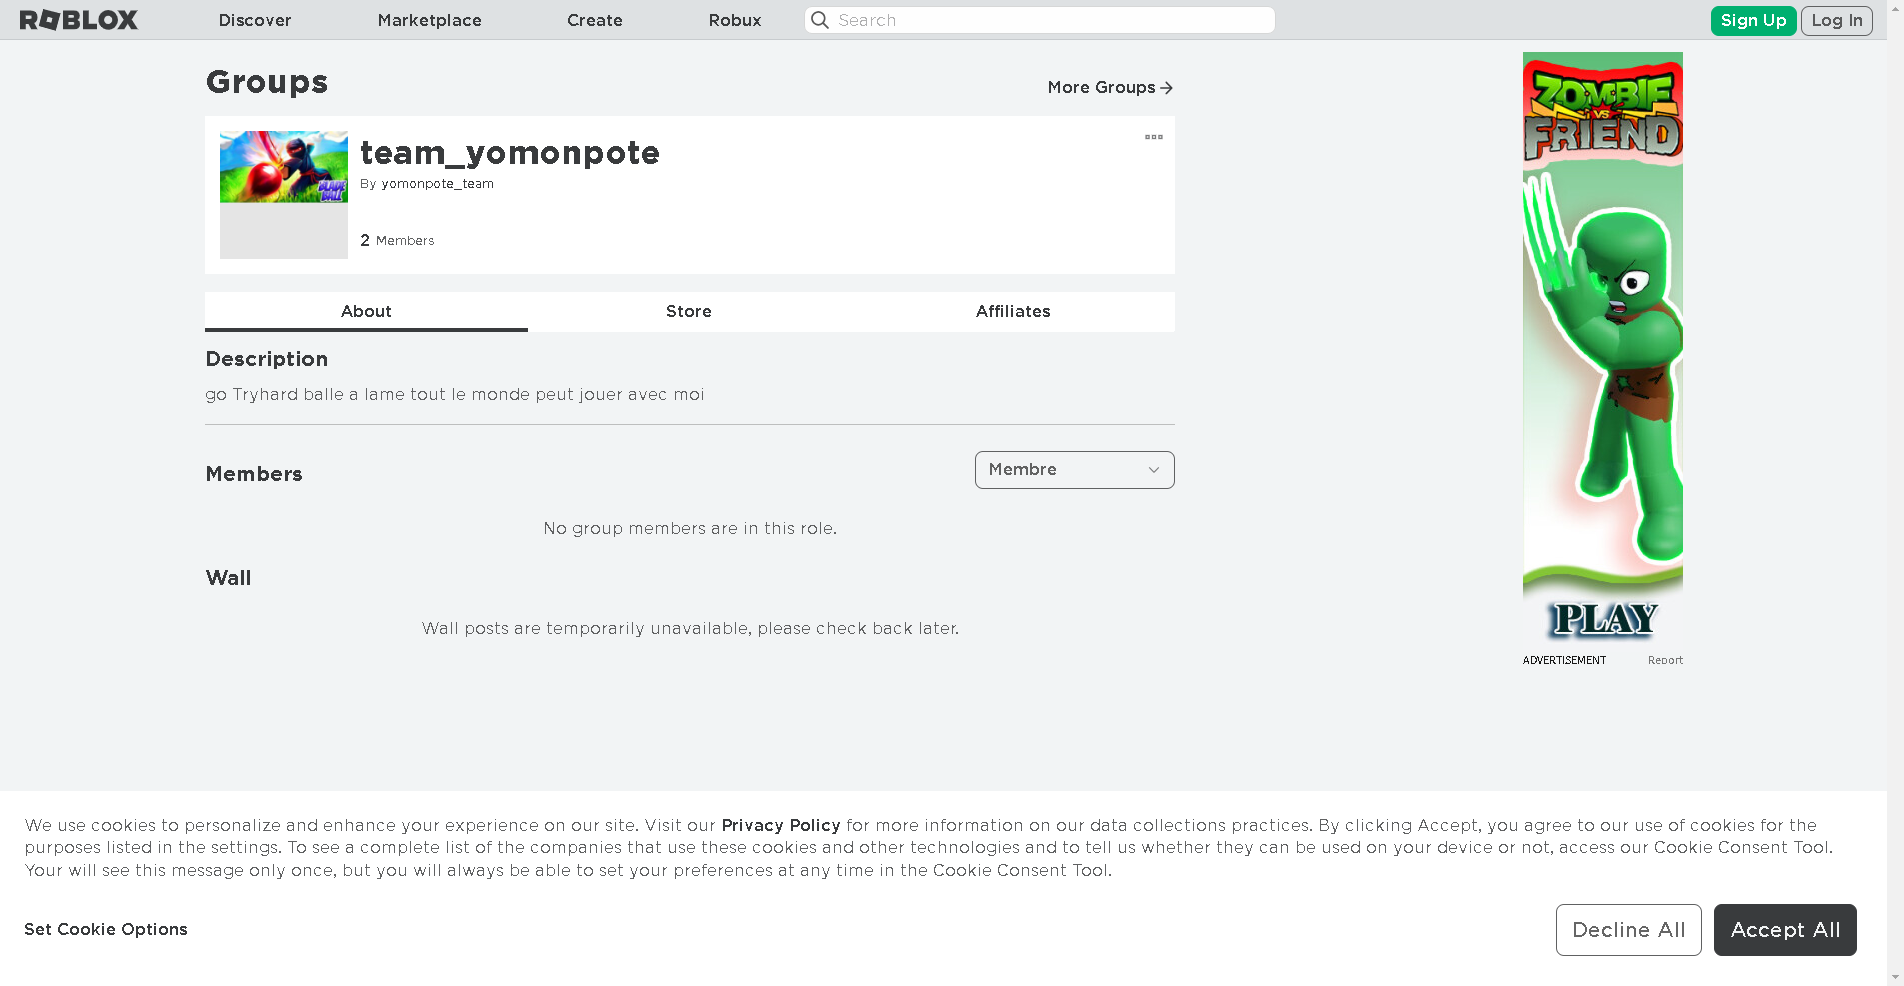 ROBLOX
Discover
Marketplace
Create
Robux
Search
Sign Up
Log In
Groups
More Groups
BLADE
BALL
team_yomonpote
By yomonpote_team
2 Members
About
Store
Affiliates
Description
go Tryhard balle a lame tout le monde peut jouer avec moi
Members
Membre
No group members are in this role.
Wall
Wall posts are temporarily unavailable, please check back later.
ZOMBIE
VS
FRIEND
PLAY
ADVERTISEMENT
Report
We use cookies to personalize and enhance your experience on our site. Visit our Privacy Policy for more information on our data collections practices. By clicking Accept, you agree to our use of cookies for the
purposes listed in the settings. To see a complete list of the companies that use these cookies and other technologies and to tell us whether they can be used on your device or not, access our Cookie Consent Tool.
Your will see this message only once, but you will always be able to set your preferences at any time in the Cookie Consent Tool.
Set Cookie Options
Decline All
Accept All